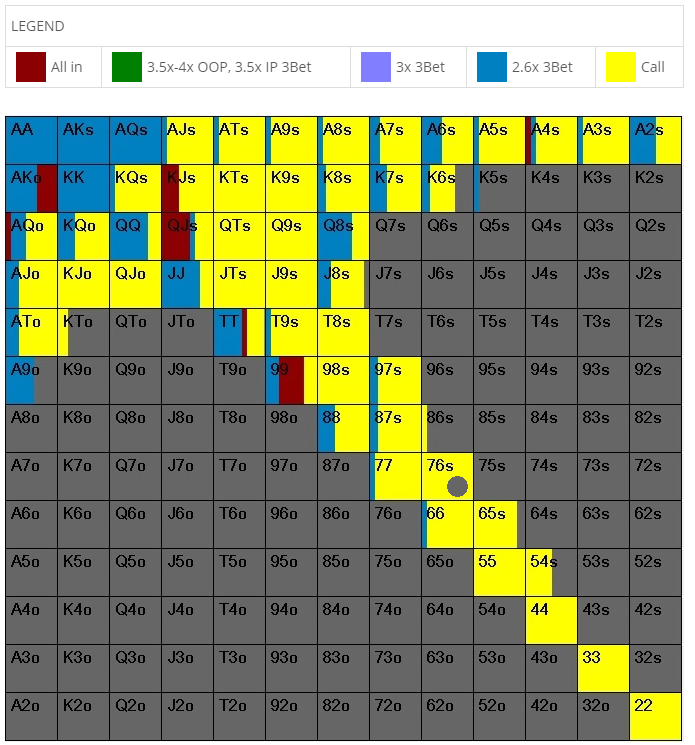 LEGEND
All in 3.5x-4x OOP, 3.5x IP 3Bet 3x 3Bet 2.6x 3Bet Call
AA AKs AQs AJs ATs A9s A8s A7s A6s A5s A4s A3s A2s
AKo KK KQs KJs KTs K9s K8s K7s K6s K5s K4s K3s K2s
AQo KQo QQ QJs QTs Q9s Q8s Q7s Q6s Q5s Q4s Q3s Q2s
AJo KJo QJo JJ JTs J9s J8s J7s J6s J5s J4s J3s J2s
ATo KTo QTo JTo TT T9s T8s T7s T6s T5s T4s T3s T2s
A9o K9o Q9o J9o T9o 99 98s 97s 96s 95s 94s 93s 92s
A8o K8o Q8o J8o T8o 98o 88 87s 86s 85s 84s 83s 82s
A7o K7o Q7o J7o T7o 97o 87o 77 76s 75s 74s 73s 72s
A6o K6o Q6o J6o T6o 96o 86o 76o 66 65s 64s 63s 62s
A5o K5o Q5o J5o T5o 95o 85o 75o 65o 55 54s 53s 52s
A4o K4o Q4o J4o T4o 94o 84o 74o 64o 54o 44 43s 42s
A3o K3o Q3o J3o T3o 93o 83o 73o 63o 53o 43o 33 32s
A2o K2o Q2o J2o T2o 92o 82o 72o 62o 52o 42o 32o 22